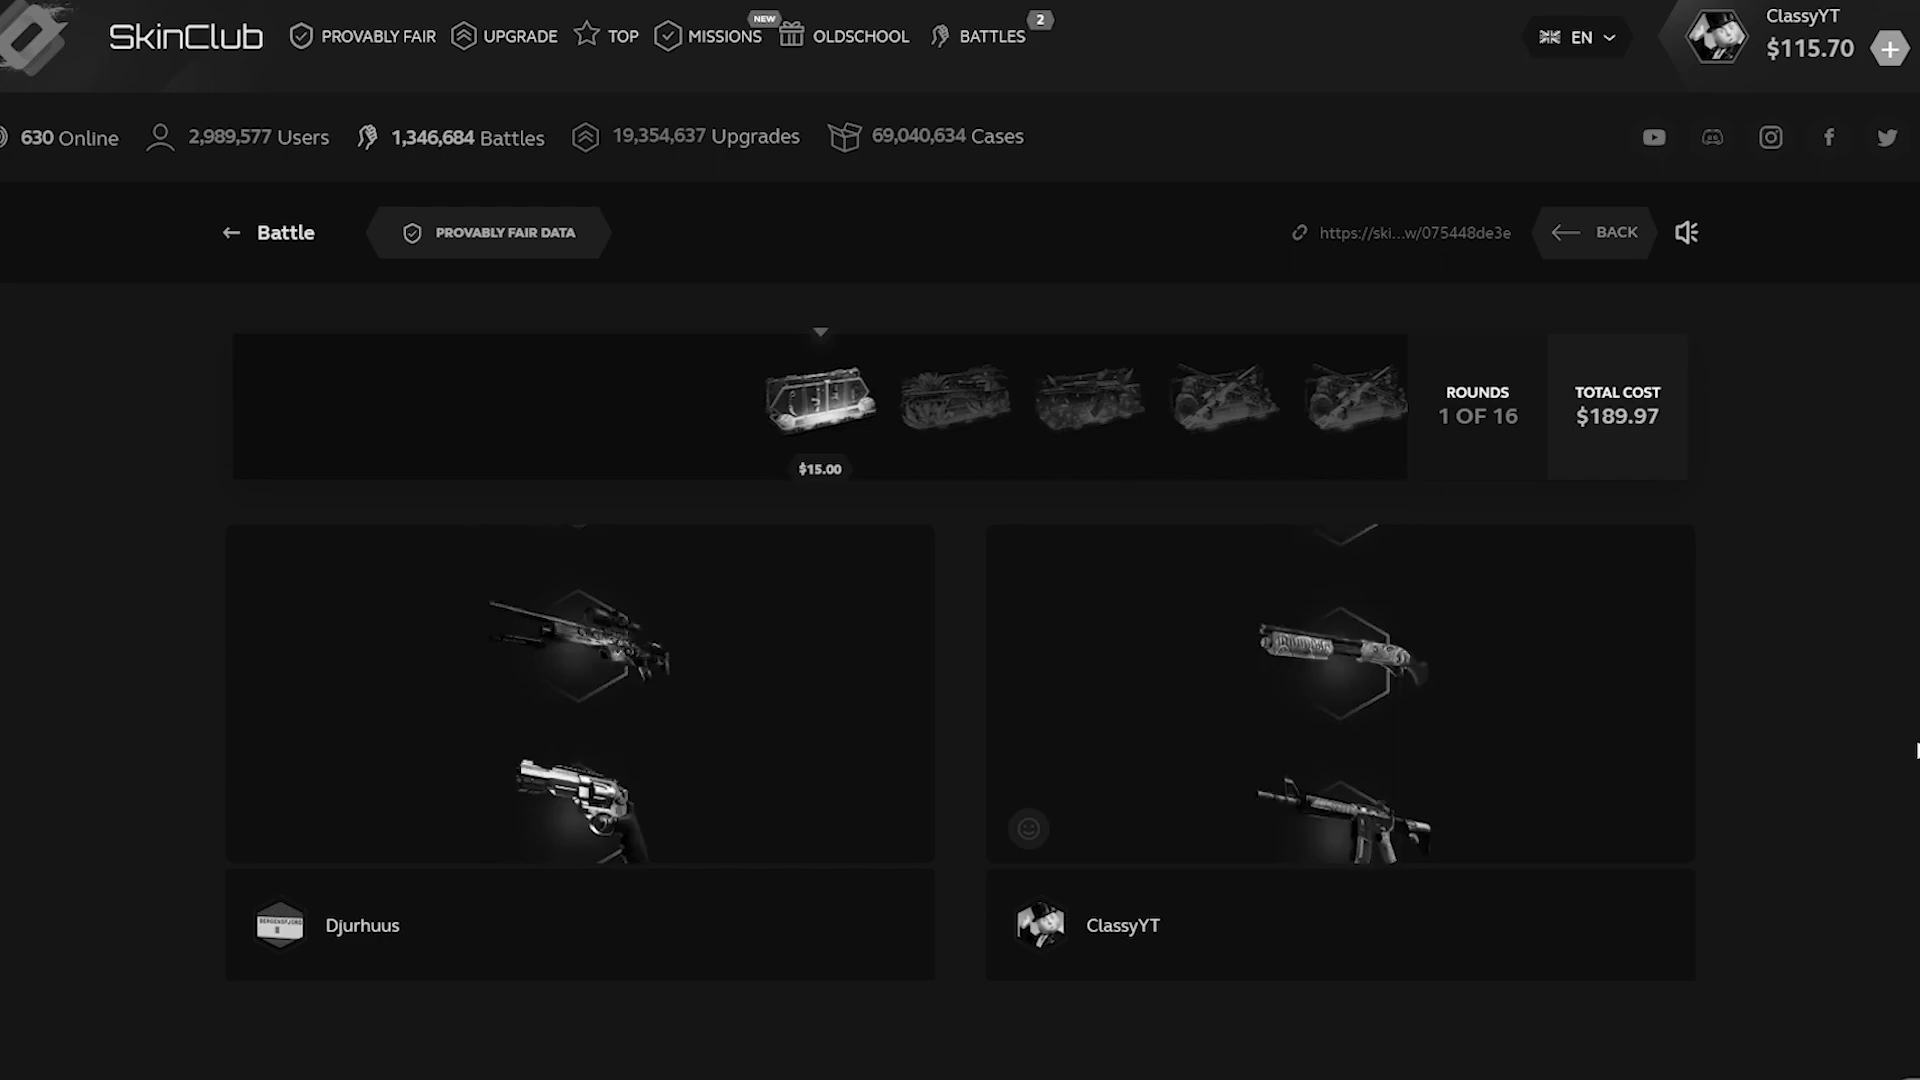 SkinClub PROVABLY FAIR UPGRADE TOP MISSIONS NEW OLDSCHOOL BATTLES 2 EN ClassyYT
$115.70
630 Online 2,989,577 Users 1,346,684 Battles 19,354,637 Upgrades 69,040,634 Cases
Battle PROVABLY FAIR DATA https://ski...w/075448de3e BACK
ROUNDS
1 OF 16
TOTAL COST
$189.97
$15.00
Djurhuus
ClassyYT